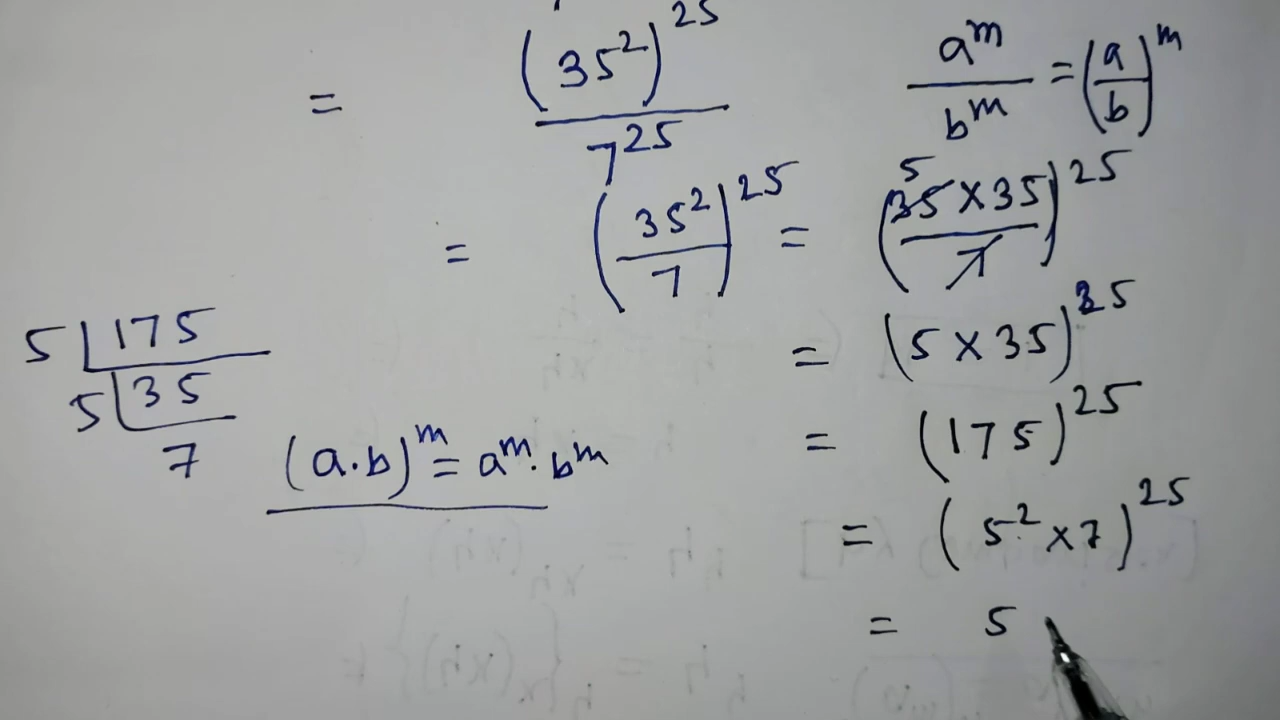 = (35²)²⁵ / 7²⁵
aᵐ / bᵐ = (a/b)ᵐ
= (35² / 7)²⁵ = (35 × 35 / 7)²⁵
5
= (5 × 35)²⁵
= (175)²⁵
= (5² × 7)²⁵
= 5
5 | 175
5 | 35
7
(a.b)ᵐ = aᵐ. bᵐ